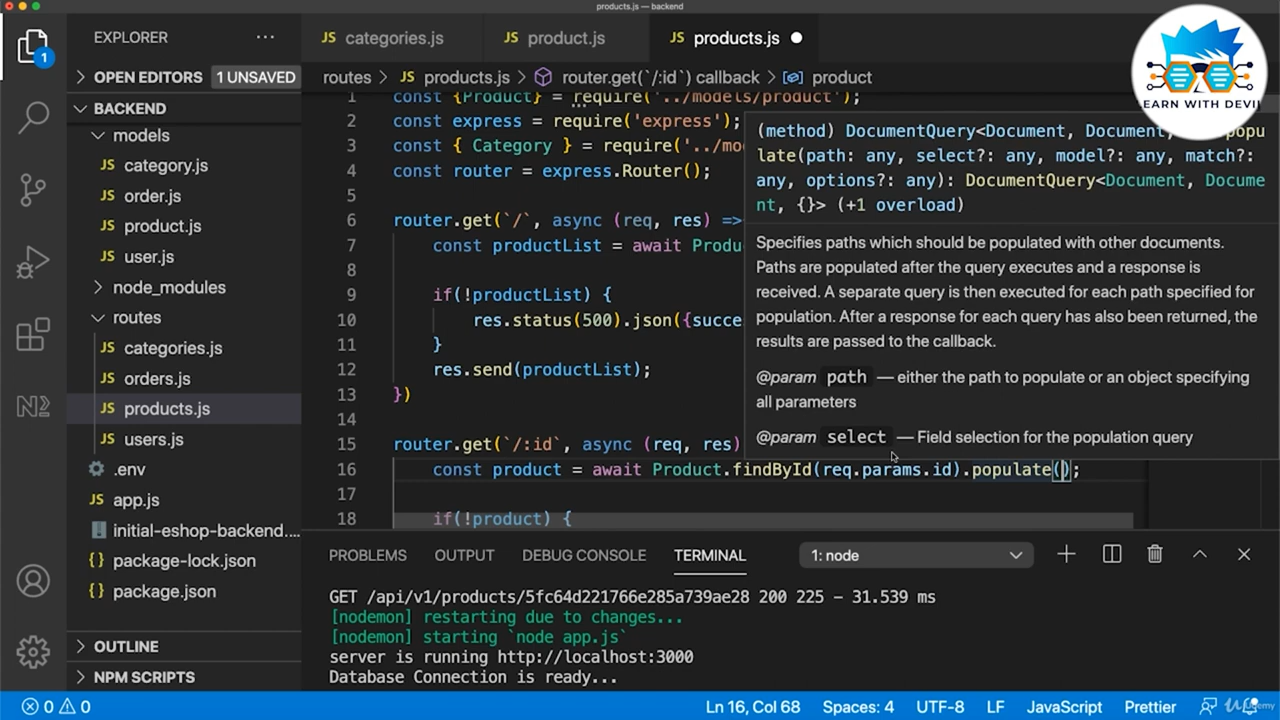 products.js — backend
EXPLORER
OPEN EDITORS 1 UNSAVED
BACKEND
models
category.js
order.js
product.js
user.js
node_modules
routes
categories.js
orders.js
products.js
users.js
.env
app.js
initial-eshop-backend....
package-lock.json
package.json
OUTLINE
NPM SCRIPTS
categories.js product.js products.js
routes > products.js > router.get(`/:id`) callback > product
1 const {Product} = require('../models/product');
2 const express = require('express');
3 const { Category } = require('../mo
4 const router = express.Router();
6 router.get(`/`, async (req, res) =>
7 const productList = await Produc
8
9 if(!productList) {
10 res.status(500).json({succe
11 }
12 res.send(productList);
13 })
14
15 router.get(`/:id`, async (req, res)
16 const product = await Product.findById(req.params.id).populate();
17
18 if(!product) {
(method) DocumentQuery<Document, Document,
late(path: any, select?: any, model?: any, match?:
any, options?: any): DocumentQuery<Document, Docume
nt, {}> (+1 overload)
Specifies paths which should be populated with other documents.
Paths are populated after the query executes and a response is
received. A separate query is then executed for each path specified for
population. After a response for each query has also been returned, the
results are passed to the callback.
@param path — either the path to populate or an object specifying
all parameters
@param select — Field selection for the population query
LEARN WITH DEVIL
PROBLEMS OUTPUT DEBUG CONSOLE TERMINAL 1: node
GET /api/v1/products/5fc64d221766e285a739ae28 200 225 - 31.539 ms
[nodemon] restarting due to changes...
[nodemon] starting `node app.js`
server is running http://localhost:3000
Database Connection is ready...
0 0 Ln 16, Col 68 Spaces: 4 UTF-8 LF JavaScript Prettier
Udemy